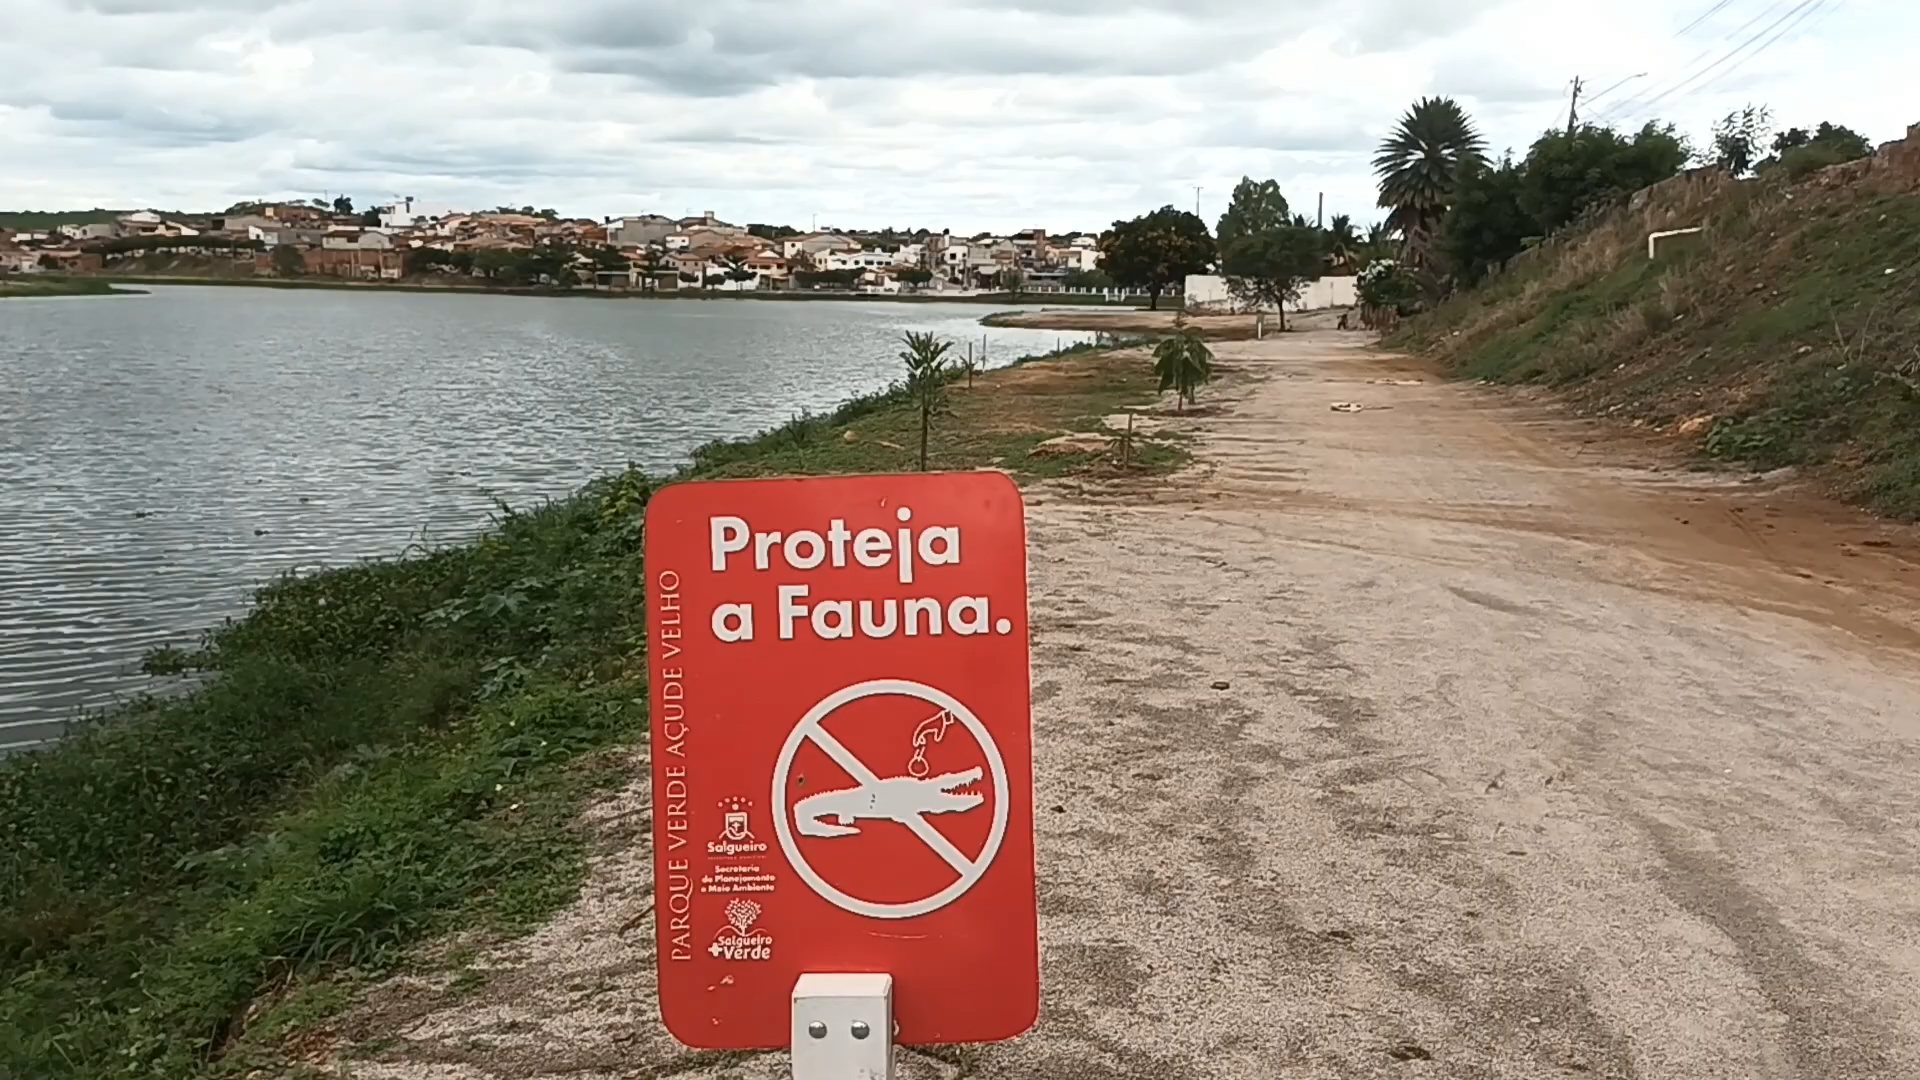 Proteja
a Fauna.
PARQUE VERDE AÇUDE VELHO
Salgueiro
Secretaria
de Planejamento
e Meio Ambiente
Salgueiro
+Verde